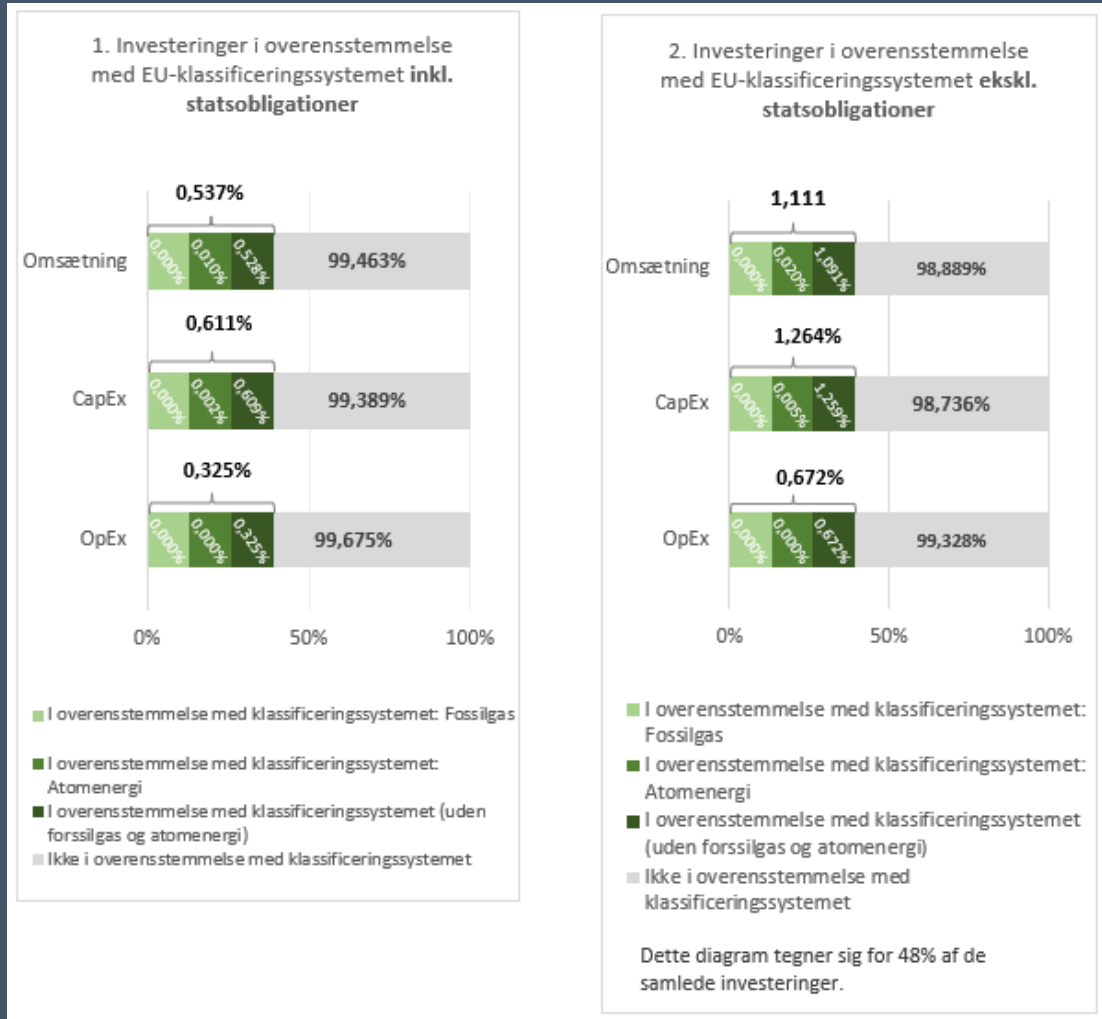 1. Investeringer i overensstemmelse
med EU-klassificeringssystemet inkl.
statsobligationer
0,537%
Omsætning
0,000%
0,010%
0,528%
99,463%
0,611%
CapEx
0,000%
0,002%
0,609%
99,389%
0,325%
OpEx
0,000%
0,000%
0,325%
99,675%
0%
50%
100%
I overensstemmelse med klassificeringssystemet: Fossilgas
I overensstemmelse med klassificeringssystemet:
Atomenergi
I overensstemmelse med klassificeringssystemet (uden
forssilgas og atomenergi)
Ikke i overensstemmelse med klassificeringssystemet
2. Investeringer i overensstemmelse
med EU-klassificeringssystemet ekskl.
statsobligationer
1,111
Omsætning
0,000%
0,020%
1,091%
98,889%
1,264%
CapEx
0,000%
0,005%
1,259%
98,736%
0,672%
OpEx
0,000%
0,000%
0,672%
99,328%
0%
50%
100%
I overensstemmelse med klassificeringssystemet:
Fossilgas
I overensstemmelse med klassificeringssystemet:
Atomenergi
I overensstemmelse med klassificeringssystemet
(uden forssilgas og atomenergi)
Ikke i overensstemmelse med
klassificeringssystemet
Dette diagram tegner sig for 48% af de
samlede investeringer.